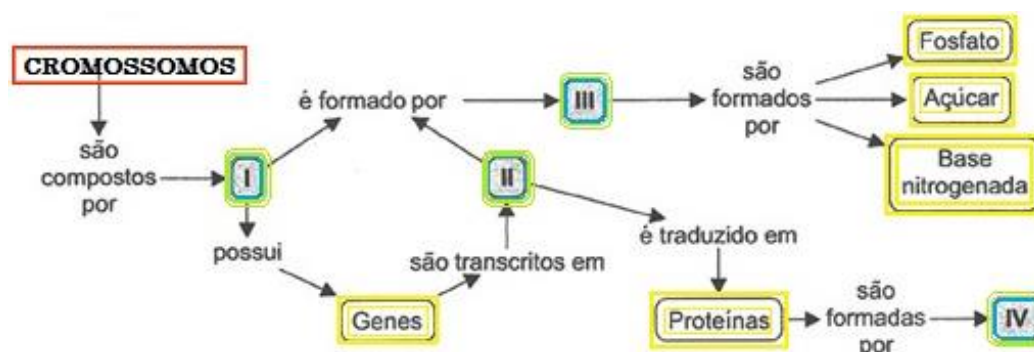 CROMOSSOMOS
são
compostos
por
I
é formado por
possui
Genes
são transcritos em
II
III
são
formados
por
Fosfato
Açúcar
Base
nitrogenada
é traduzido em
Proteínas
são
formadas
por
IV